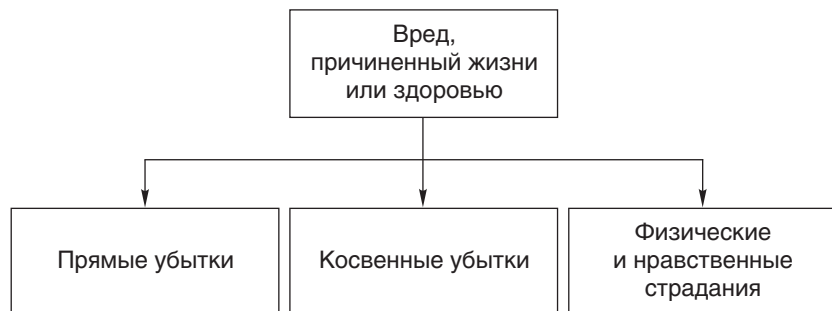 Вред,
причиненный жизни
или здоровью
Прямые убытки
Косвенные убытки
Физические
и нравственные
страдания